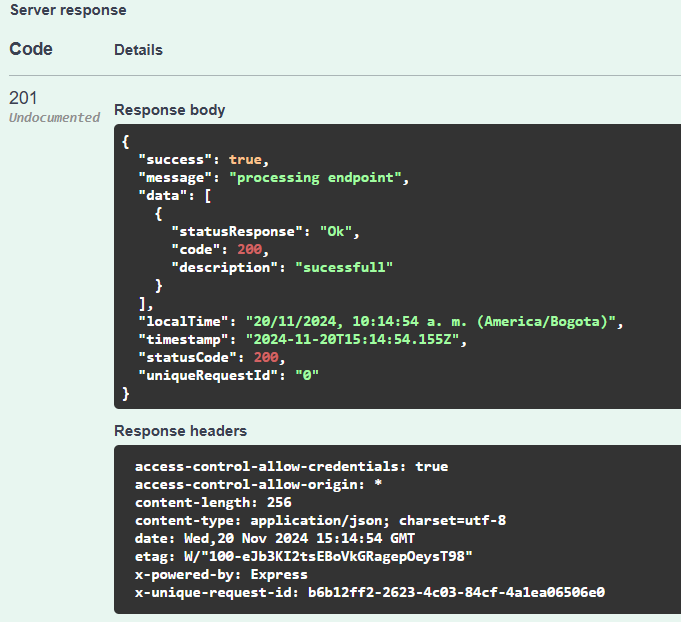 Server response
Code Details
201
Undocumented
Response body
{
"success": true,
"message": "processing endpoint",
"data": [
{
"statusResponse": "Ok",
"code": 200,
"description": "sucessfull"
}
],
"localTime": "20/11/2024, 10:14:54 a. m. (America/Bogota)",
"timestamp": "2024-11-20T15:14:54.155Z",
"statusCode": 200,
"uniqueRequestId": "0"
}
Response headers
access-control-allow-credentials: true
access-control-allow-origin: *
content-length: 256
content-type: application/json; charset=utf-8
date: Wed,20 Nov 2024 15:14:54 GMT
etag: W/"100-eJb3KI2tsEBoVkGRagepOeysT98"
x-powered-by: Express
x-unique-request-id: b6b12ff2-2623-4c03-84cf-4a1ea06506e0